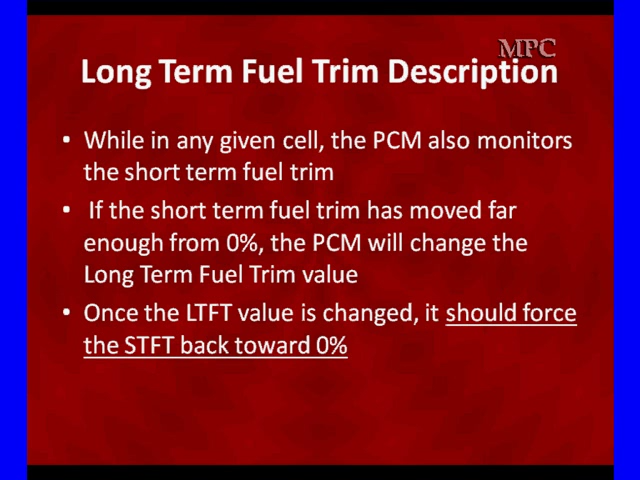 MPC
Long Term Fuel Trim Description
• While in any given cell, the PCM also monitors
the short term fuel trim
• If the short term fuel trim has moved far
enough from 0%, the PCM will change the
Long Term Fuel Trim value
• Once the LTFT value is changed, it should force
the STFT back toward 0%